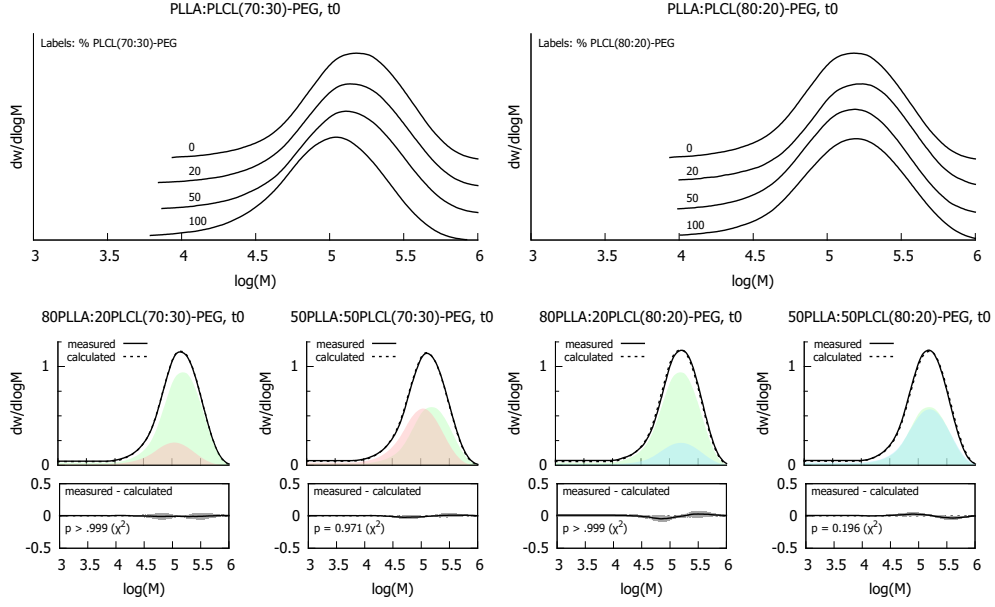 PLLA:PLCL(70:30)-PEG, t0
Labels: % PLCL(70:30)-PEG
dw/dlogM
0
20
50
100
3 3.5 4 4.5 5 5.5 6
log(M)
PLLA:PLCL(80:20)-PEG, t0
Labels: % PLCL(80:20)-PEG
dw/dlogM
0
20
50
100
3 3.5 4 4.5 5 5.5 6
log(M)
80PLLA:20PLCL(70:30)-PEG, t0
measured
calculated
1
0
dw/dlogM
0.5
0
-0.5
measured - calculated
p > .999 (χ²)
3 3.5 4 4.5 5 5.5 6
log(M)
50PLLA:50PLCL(70:30)-PEG, t0
measured
calculated
1
0
dw/dlogM
0.5
0
-0.5
measured - calculated
p = 0.971 (χ²)
3 3.5 4 4.5 5 5.5 6
log(M)
80PLLA:20PLCL(80:20)-PEG, t0
measured
calculated
1
0
dw/dlogM
0.5
0
-0.5
measured - calculated
p > .999 (χ²)
3 3.5 4 4.5 5 5.5 6
log(M)
50PLLA:50PLCL(80:20)-PEG, t0
measured
calculated
1
0
dw/dlogM
0.5
0
-0.5
measured - calculated
p = 0.196 (χ²)
3 3.5 4 4.5 5 5.5 6
log(M)